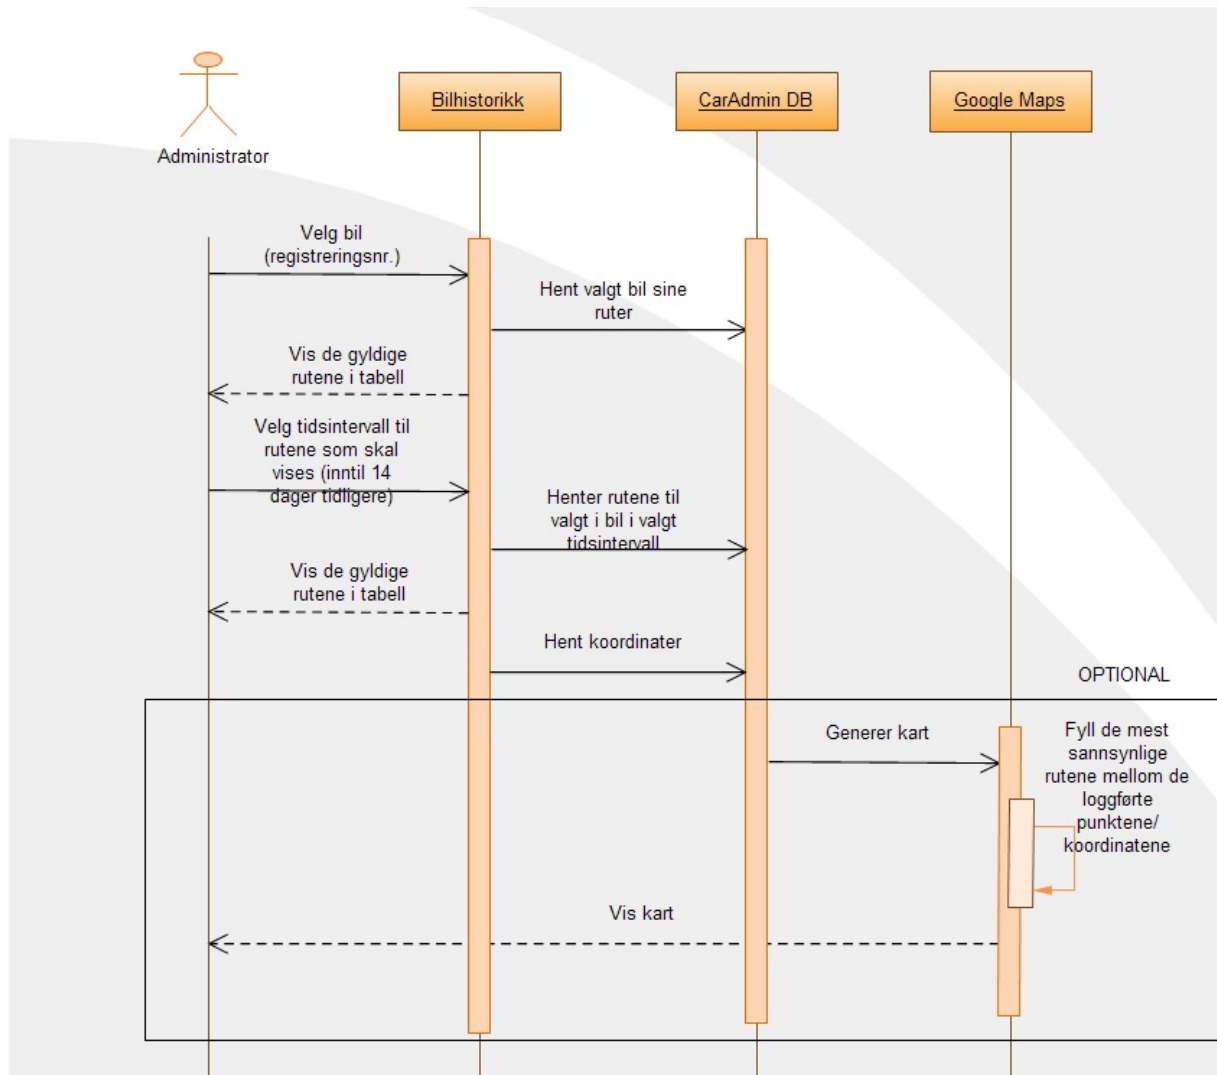 Bilhistorikk
CarAdmin DB
Google Maps
Administrator
Velg bil
(registreringsnr.)
Hent valgt bil sine
ruter
Vis de gyldige
rutene i tabell
Velg tidsintervall til
rutene som skal
vises (inntil 14
dager tidligere)
Henter rutene til
valgt i bil i valgt
tidsintervall
Vis de gyldige
rutene i tabell
Hent koordinater
OPTIONAL
Generer kart
Fyll de mest
sannsynlige
rutene mellom de
loggførte
punktene/
koordinatene
Vis kart